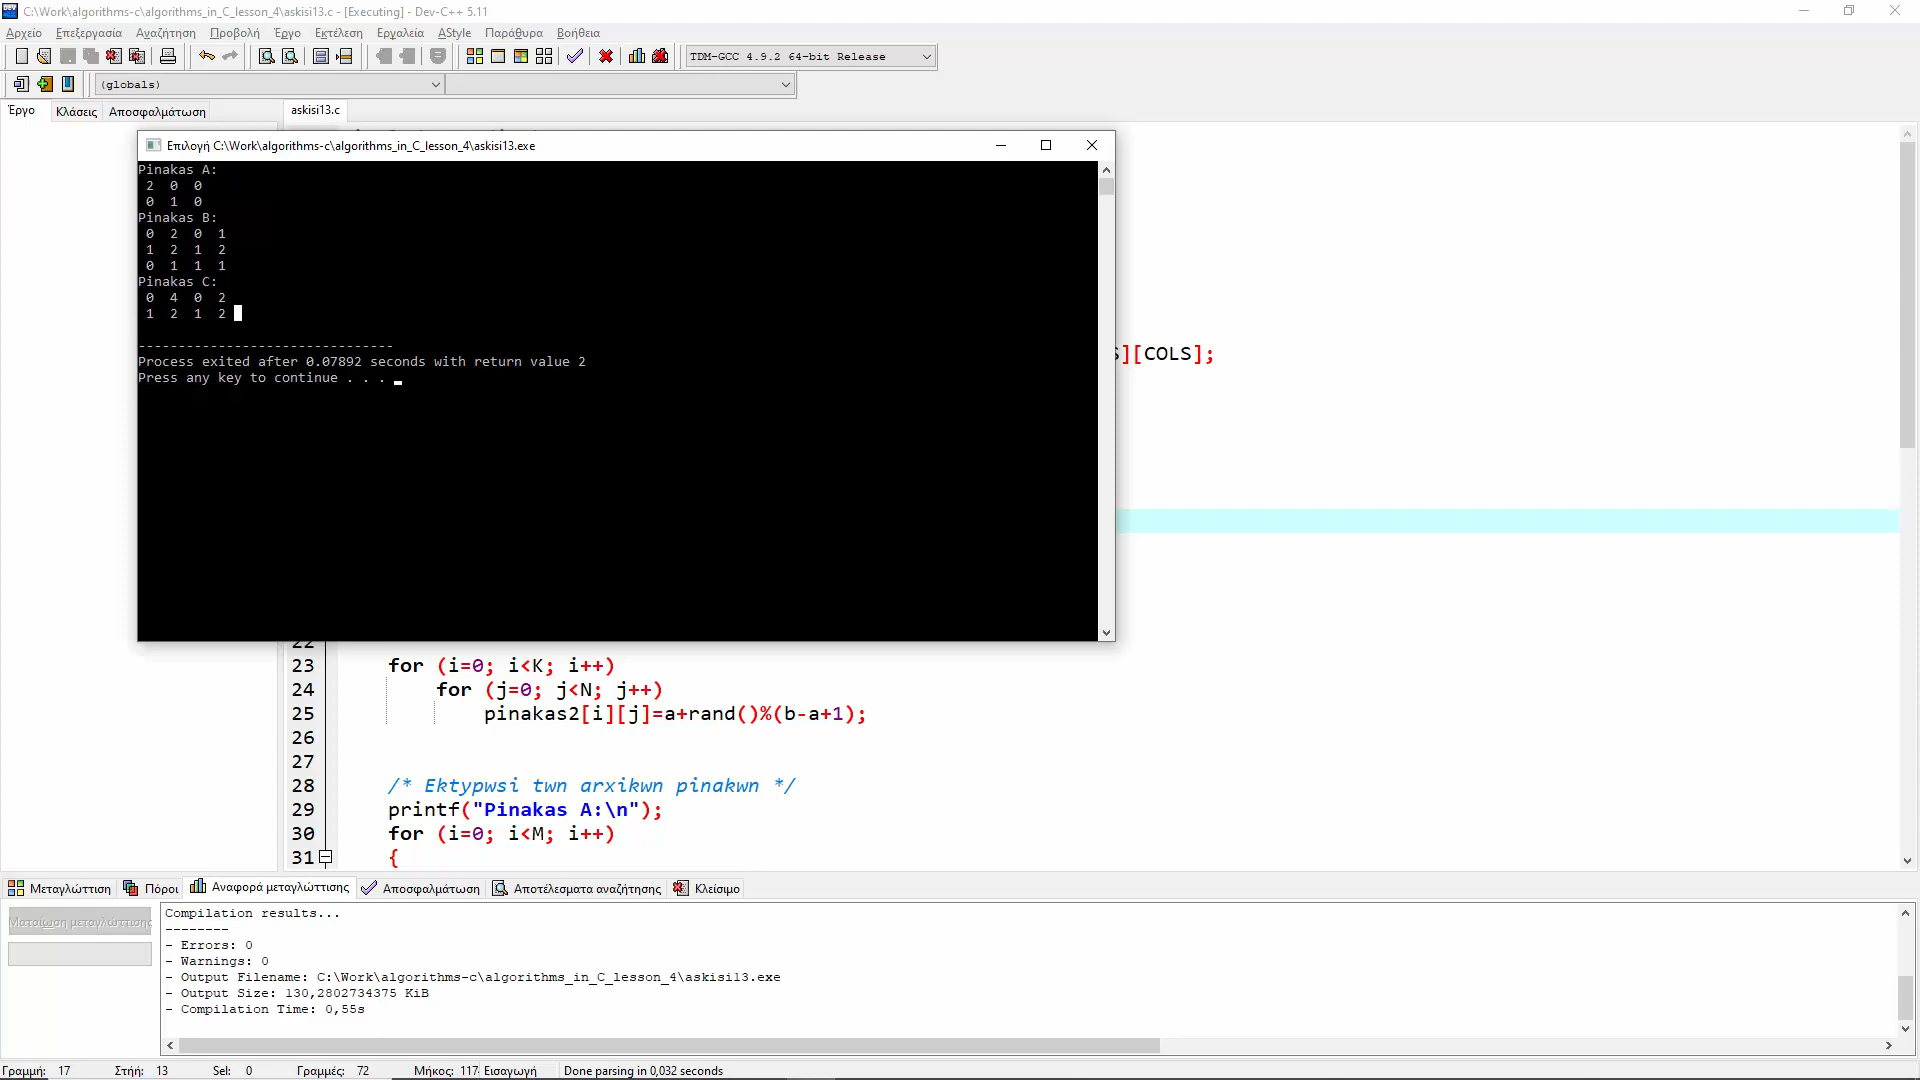 C:\Work\algorithms-c\algorithms_in_C_lesson_4\askisi13.c - [Executing] - Dev-C++ 5.11
Αρχείο Επεξεργασία Αναζήτηση Προβολή Έργο Εκτέλεση Εργαλεία AStyle Παράθυρα Βοήθεια
TDM-GCC 4.9.2 64-bit Release
(globals)
Έργο Κλάσεις Αποσφαλμάτωση askisi13.c
Επιλογή C:\Work\algorithms-c\algorithms_in_C_lesson_4\askisi13.exe
Pinakas A:
2 0 0
0 1 0
Pinakas B:
0 2 0 1
1 2 1 2
0 1 1 1
Pinakas C:
0 4 0 2
1 2 1 2
--------------------------------
Process exited after 0.07892 seconds with return value 2
Press any key to continue . . .
][COLS];
22
23 for (i=0; i<K; i++)
24 for (j=0; j<N; j++)
25 pinakas2[i][j]=a+rand()%(b-a+1);
26
27
28 /* Ektypwsi twn arxikwn pinakwn */
29 printf("Pinakas A:\n");
30 for (i=0; i<M; i++)
31 {
Μεταγλώττιση Πόροι Αναφορά μεταγλώττισης Αποσφαλμάτωση Αποτέλεσματα αναζήτησης Κλείσιμο
Ματαίωση μεταγλώττισης
Compilation results...
--------
- Errors: 0
- Warnings: 0
- Output Filename: C:\Work\algorithms-c\algorithms_in_C_lesson_4\askisi13.exe
- Output Size: 130,2802734375 KiB
- Compilation Time: 0,55s
Γραμμή: 17 Στήή: 13 Sel: 0 Γραμμές: 72 Μήκος: 117 Εισαγωγή Done parsing in 0,032 seconds